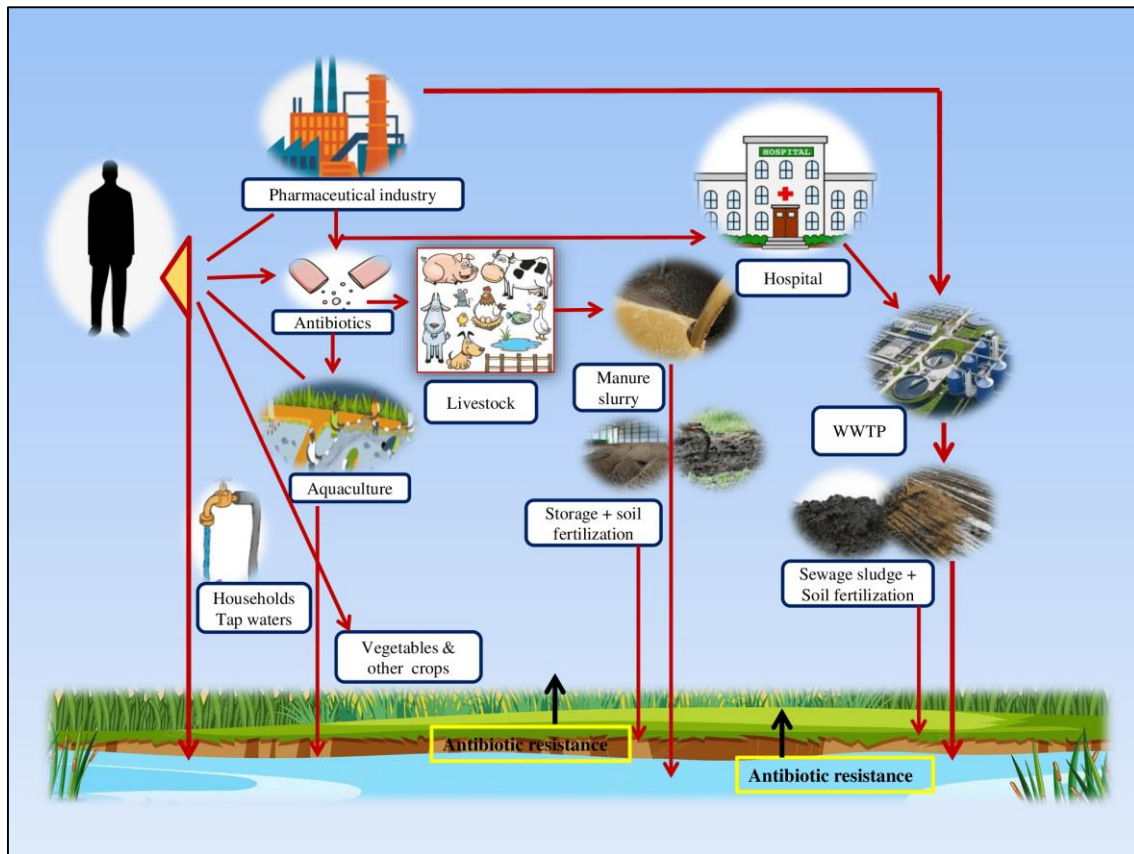 HOSPITAL
Pharmaceutical industry
Hospital
Antibiotics
Livestock
Manure
slurry
WWTP
Aquaculture
Storage + soil
fertilization
Sewage sludge +
Soil fertilization
Households
Tap waters
Vegetables &
other crops
Antibiotic resistance
Antibiotic resistance